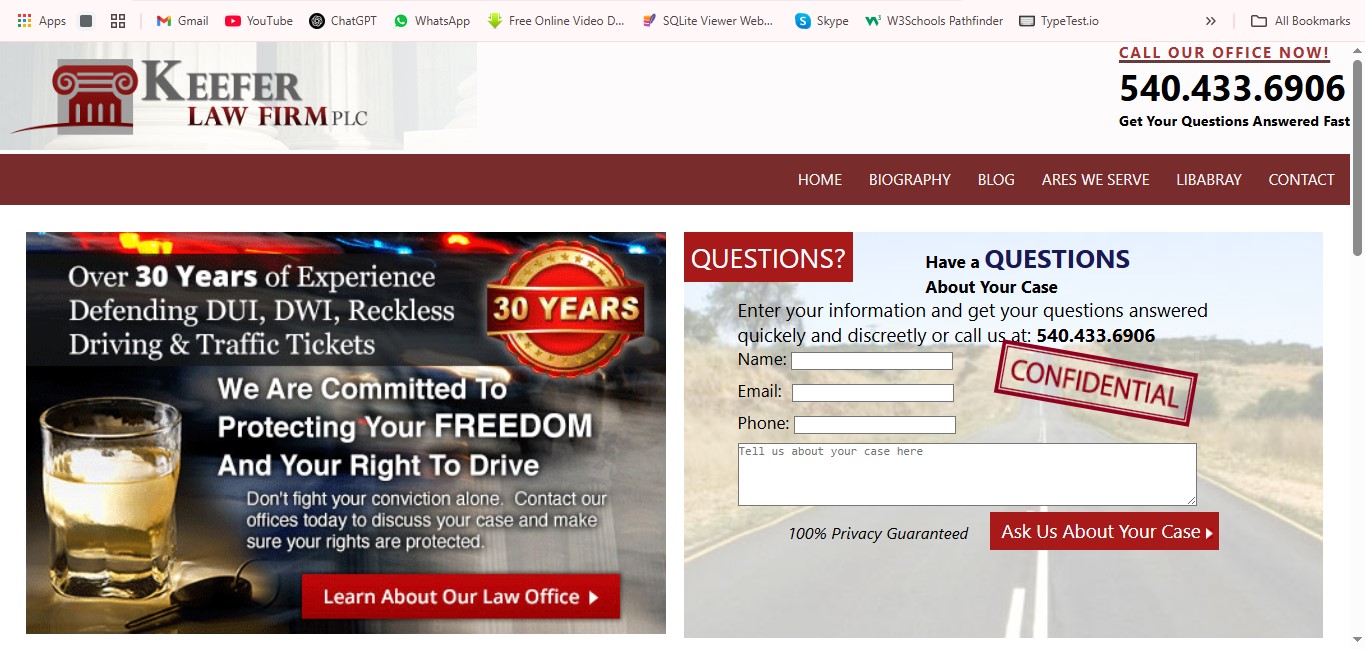 Apps
Gmail
YouTube
ChatGPT
WhatsApp
Free Online Video D...
SQLite Viewer Web...
Skype
W3Schools Pathfinder
TypeTest.io
»
All Bookmarks
KEEFER
LAW FIRM PLC
CALL OUR OFFICE NOW!
540.433.6906
Get Your Questions Answered Fast
HOME BIOGRAPHY BLOG ARES WE SERVE LIBABRAY CONTACT
Over 30 Years of Experience
Defending DUI, DWI, Reckless
Driving & Traffic Tickets
30 YEARS
We Are Committed To
Protecting Your FREEDOM
And Your Right To Drive
Don't fight your conviction alone. Contact our
offices today to discuss your case and make
sure your rights are protected.
Learn About Our Law Office
QUESTIONS?
Have a QUESTIONS
About Your Case
Enter your information and get your questions answered
quickely and discreetly or call us at: 540.433.6906
Name:
CONFIDENTIAL
Email:
Phone:
Tell us about your case here
100% Privacy Guaranteed
Ask Us About Your Case